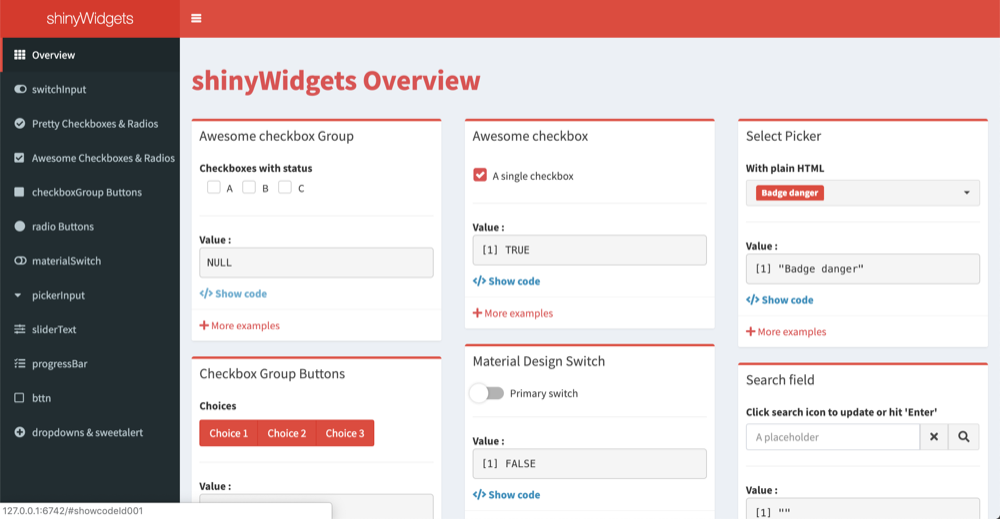 shinyWidgets
Overview
switchInput
Pretty Checkboxes & Radios
Awesome Checkboxes & Radios
checkboxGroup Buttons
radio Buttons
materialSwitch
pickerInput
sliderText
progressBar
bttn
dropdowns & sweetalert
127.0.0.1:6742/#showcodeId001
shinyWidgets Overview
Awesome checkbox Group
Checkboxes with status
A B C
Value :
NULL
</> Show code
More examples
Checkbox Group Buttons
Choices
Choice 1 Choice 2 Choice 3
Value :
Awesome checkbox
A single checkbox
Value :
[1] TRUE
</> Show code
More examples
Material Design Switch
Primary switch
Value :
[1] FALSE
</> Show code
Select Picker
With plain HTML
Badge danger
Value :
[1] "Badge danger"
</> Show code
More examples
Search field
Click search icon to update or hit 'Enter'
A placeholder
Value :
[1] ""